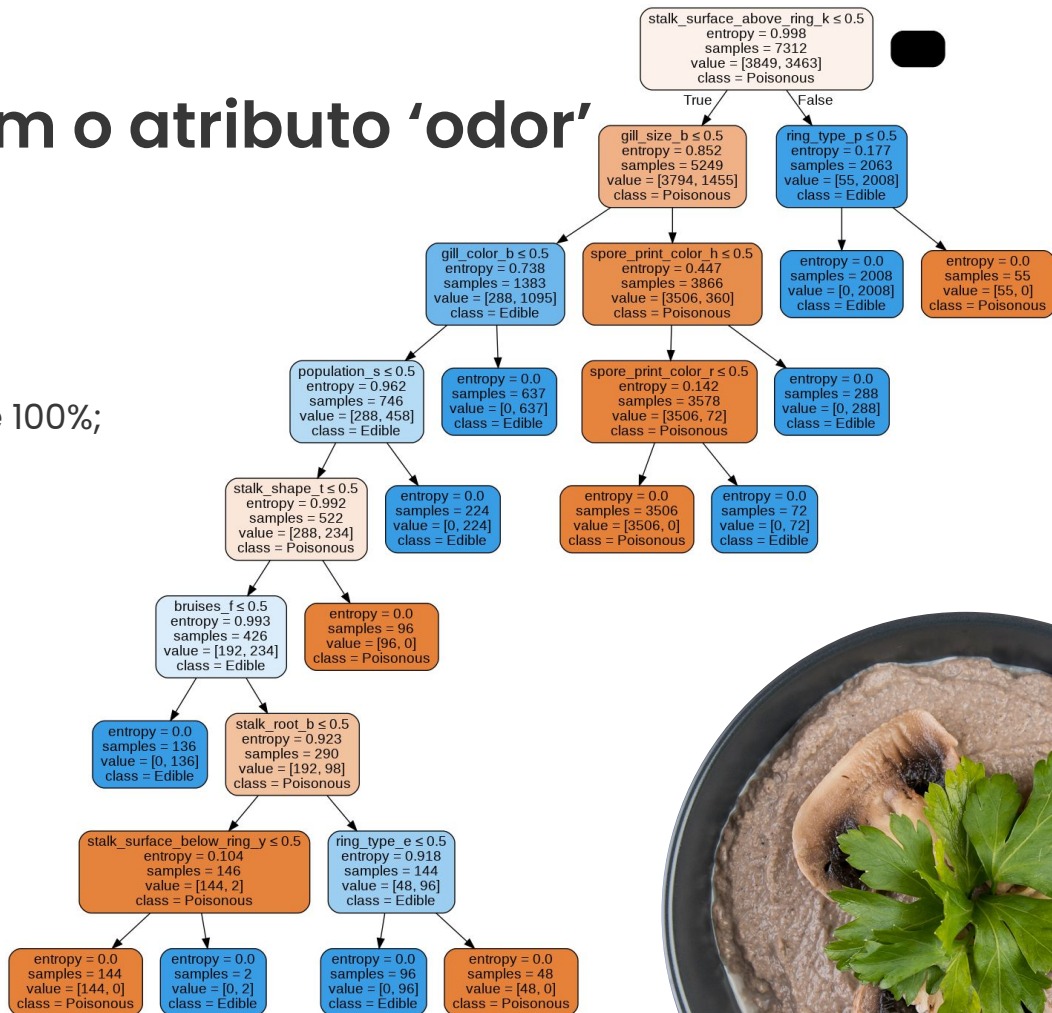 m o atributo ‘odor’
100%;
stalk_surface_above_ring_k ≤ 0.5
entropy = 0.998
samples = 7312
value = [3849, 3463]
class = Poisonous
True
False
gill_size_b ≤ 0.5
entropy = 0.852
samples = 5249
value = [3794, 1455]
class = Poisonous
ring_type_p ≤ 0.5
entropy = 0.177
samples = 2063
value = [55, 2008]
class = Edible
gill_color_b ≤ 0.5
entropy = 0.738
samples = 1383
value = [288, 1095]
class = Edible
spore_print_color_h ≤ 0.5
entropy = 0.447
samples = 3866
value = [3506, 360]
class = Poisonous
entropy = 0.0
samples = 2008
value = [0, 2008]
class = Edible
entropy = 0.0
samples = 55
value = [55, 0]
class = Poisonous
population_s ≤ 0.5
entropy = 0.962
samples = 746
value = [288, 458]
class = Edible
entropy = 0.0
samples = 637
value = [0, 637]
class = Edible
spore_print_color_r ≤ 0.5
entropy = 0.142
samples = 3578
value = [3506, 72]
class = Poisonous
entropy = 0.0
samples = 288
value = [0, 288]
class = Edible
stalk_shape_t ≤ 0.5
entropy = 0.992
samples = 522
value = [288, 234]
class = Poisonous
entropy = 0.0
samples = 224
value = [0, 224]
class = Edible
entropy = 0.0
samples = 3506
value = [3506, 0]
class = Poisonous
entropy = 0.0
samples = 72
value = [0, 72]
class = Edible
bruises_f ≤ 0.5
entropy = 0.993
samples = 426
value = [192, 234]
class = Edible
entropy = 0.0
samples = 96
value = [96, 0]
class = Poisonous
entropy = 0.0
samples = 136
value = [0, 136]
class = Edible
stalk_root_b ≤ 0.5
entropy = 0.923
samples = 290
value = [192, 98]
class = Poisonous
stalk_surface_below_ring_y ≤ 0.5
entropy = 0.104
samples = 146
value = [144, 2]
class = Poisonous
ring_type_e ≤ 0.5
entropy = 0.918
samples = 144
value = [48, 96]
class = Edible
entropy = 0.0
samples = 144
value = [144, 0]
class = Poisonous
entropy = 0.0
samples = 2
value = [0, 2]
class = Edible
entropy = 0.0
samples = 96
value = [0, 96]
class = Edible
entropy = 0.0
samples = 48
value = [48, 0]
class = Poisonous